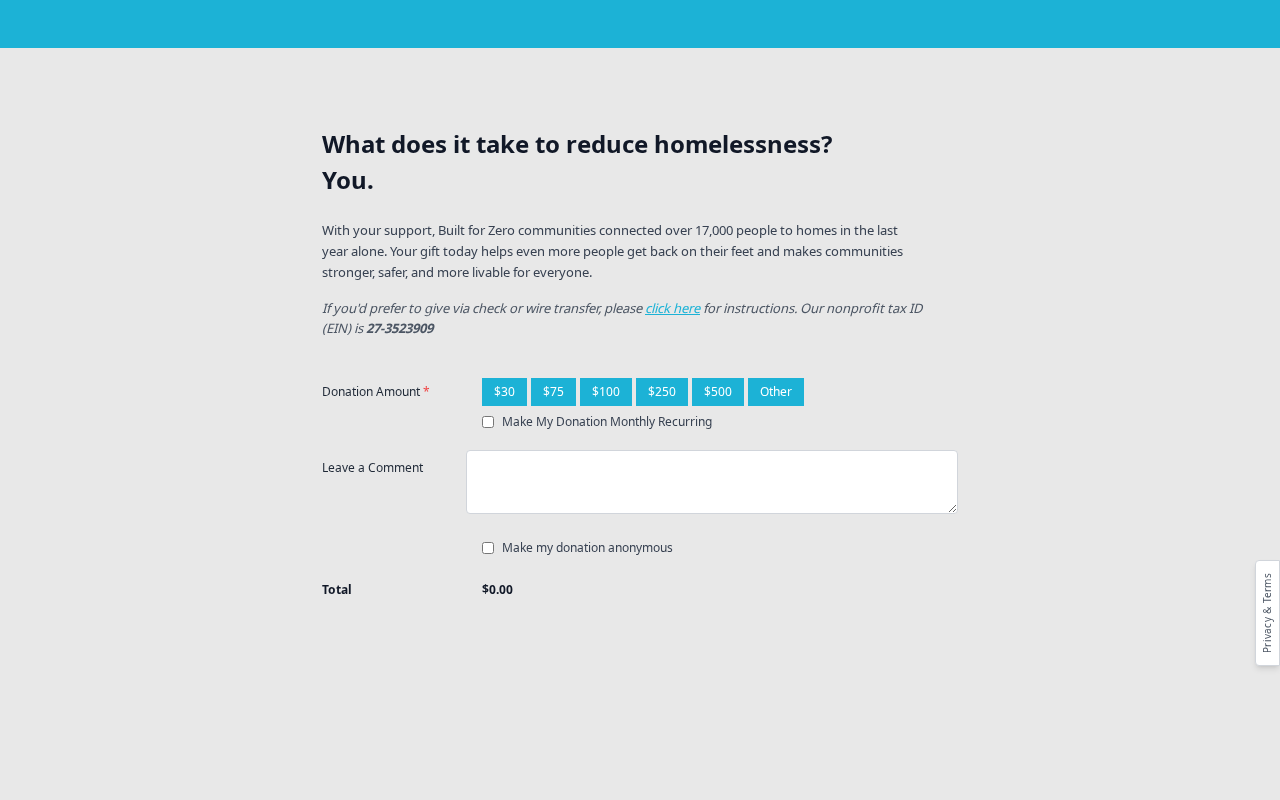 What does it take to reduce homelessness?
You.
With your support, Built for Zero communities connected over 17,000 people to homes in the last
year alone. Your gift today helps even more people get back on their feet and makes communities
stronger, safer, and more livable for everyone.
If you'd prefer to give via check or wire transfer, please click here for instructions. Our nonprofit tax ID
(EIN) is 27-3523909
Donation Amount * $30 $75 $100 $250 $500 Other
Make My Donation Monthly Recurring
Leave a Comment
Make my donation anonymous
Total $0.00
Privacy & Terms